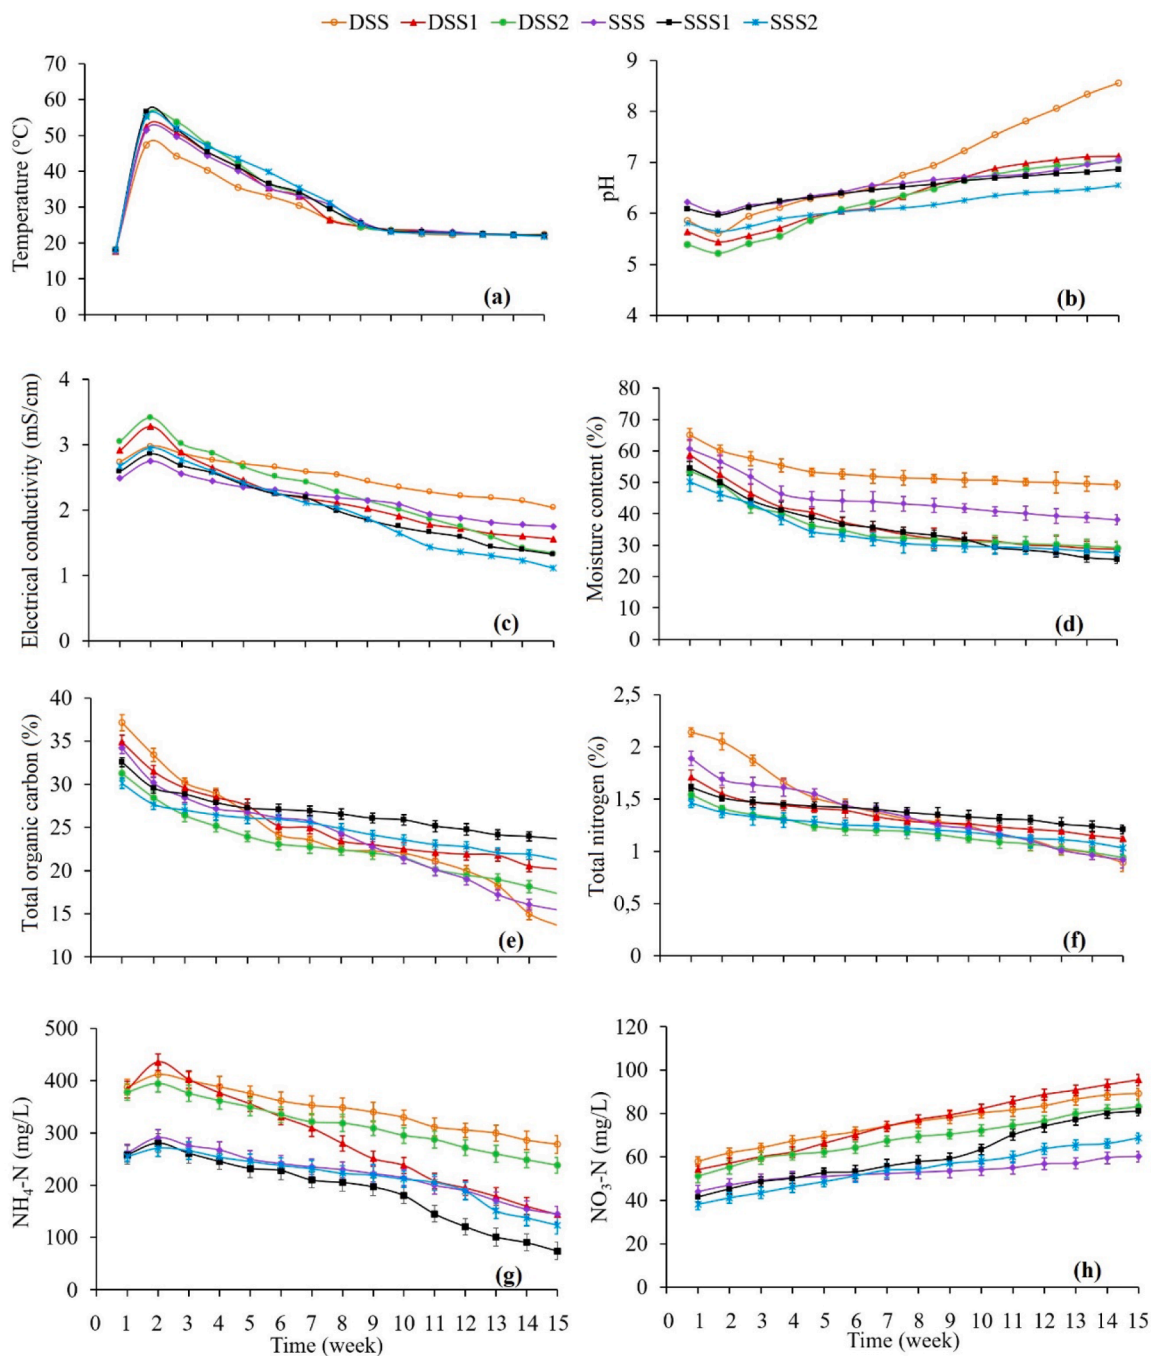 DSS DSS1 DSS2 SSS SSS1 SSS2
Temperature (°C)
70
60
50
40
30
20
10
0
(a)
pH
9
8
7
6
5
4
(b)
Electrical conductivity (mS/cm)
4
3
2
1
0
(c)
Moisture content (%)
80
70
60
50
40
30
20
10
0
(d)
Total organic carbon (%)
40
35
30
25
20
15
10
(e)
Total nitrogen (%)
2,5
2
1,5
1
0,5
0
(f)
NH4-N (mg/L)
500
400
300
200
100
0
(g)
0 1 2 3 4 5 6 7 8 9 10 11 12 13 14 15
Time (week)
NO3-N (mg/L)
120
100
80
60
40
20
0
(h)
0 1 2 3 4 5 6 7 8 9 10 11 12 13 14 15
Time (week)